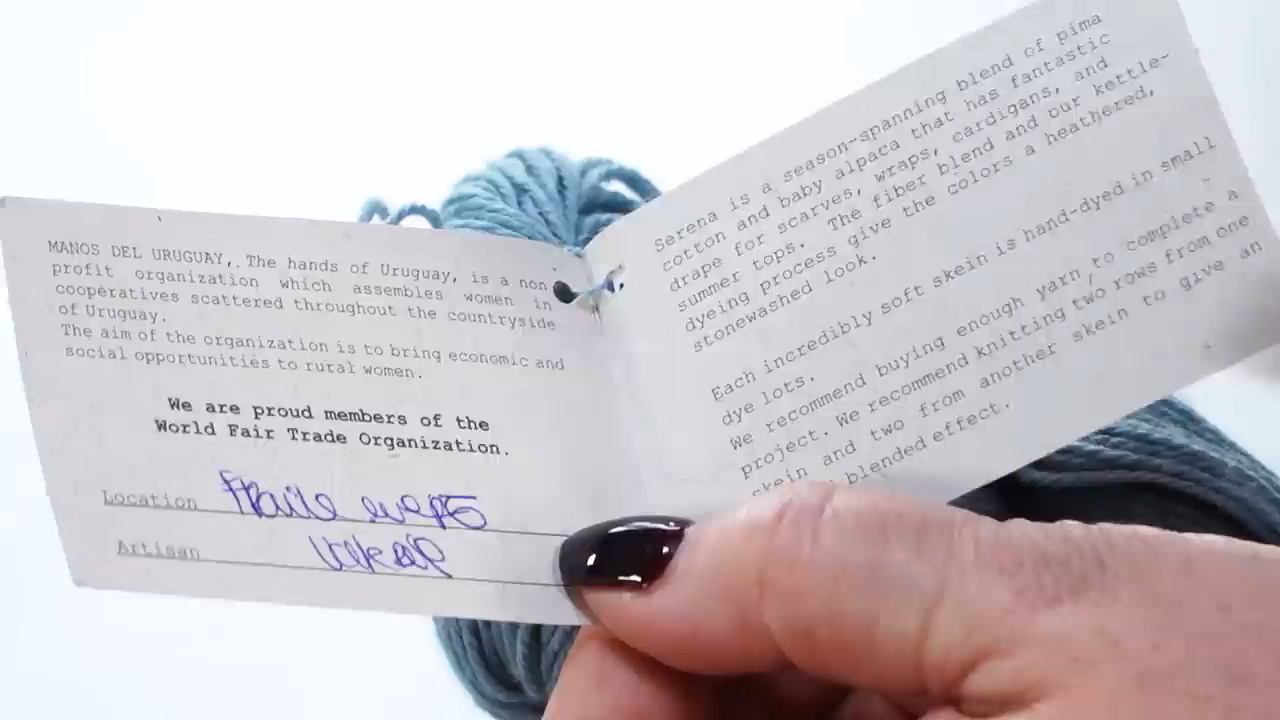 MANOS DEL URUGUAY,. The hands of Uruguay, is a non
profit organization which assembles women in
cooperatives scattered throughout the countryside
of Uruguay.
The aim of the organization is to bring economic and
social opportunities to rural women.
We are proud members of the
World Fair Trade Organization.
Location
Artisan
Serena is a season-spanning blend of pima
cotton and baby alpaca that has fantastic
drape for scarves, wraps, cardigans, and
summer tops. The fiber blend and our kettle-
dyeing process give the colors a heathered,
stonewashed look.
Each incredibly soft skein is hand-dyed in small
dye lots.
We recommend buying enough yarn to complete a
project. We recommend knitting two rows from one
skein and two from another skein to give an
blended effect.